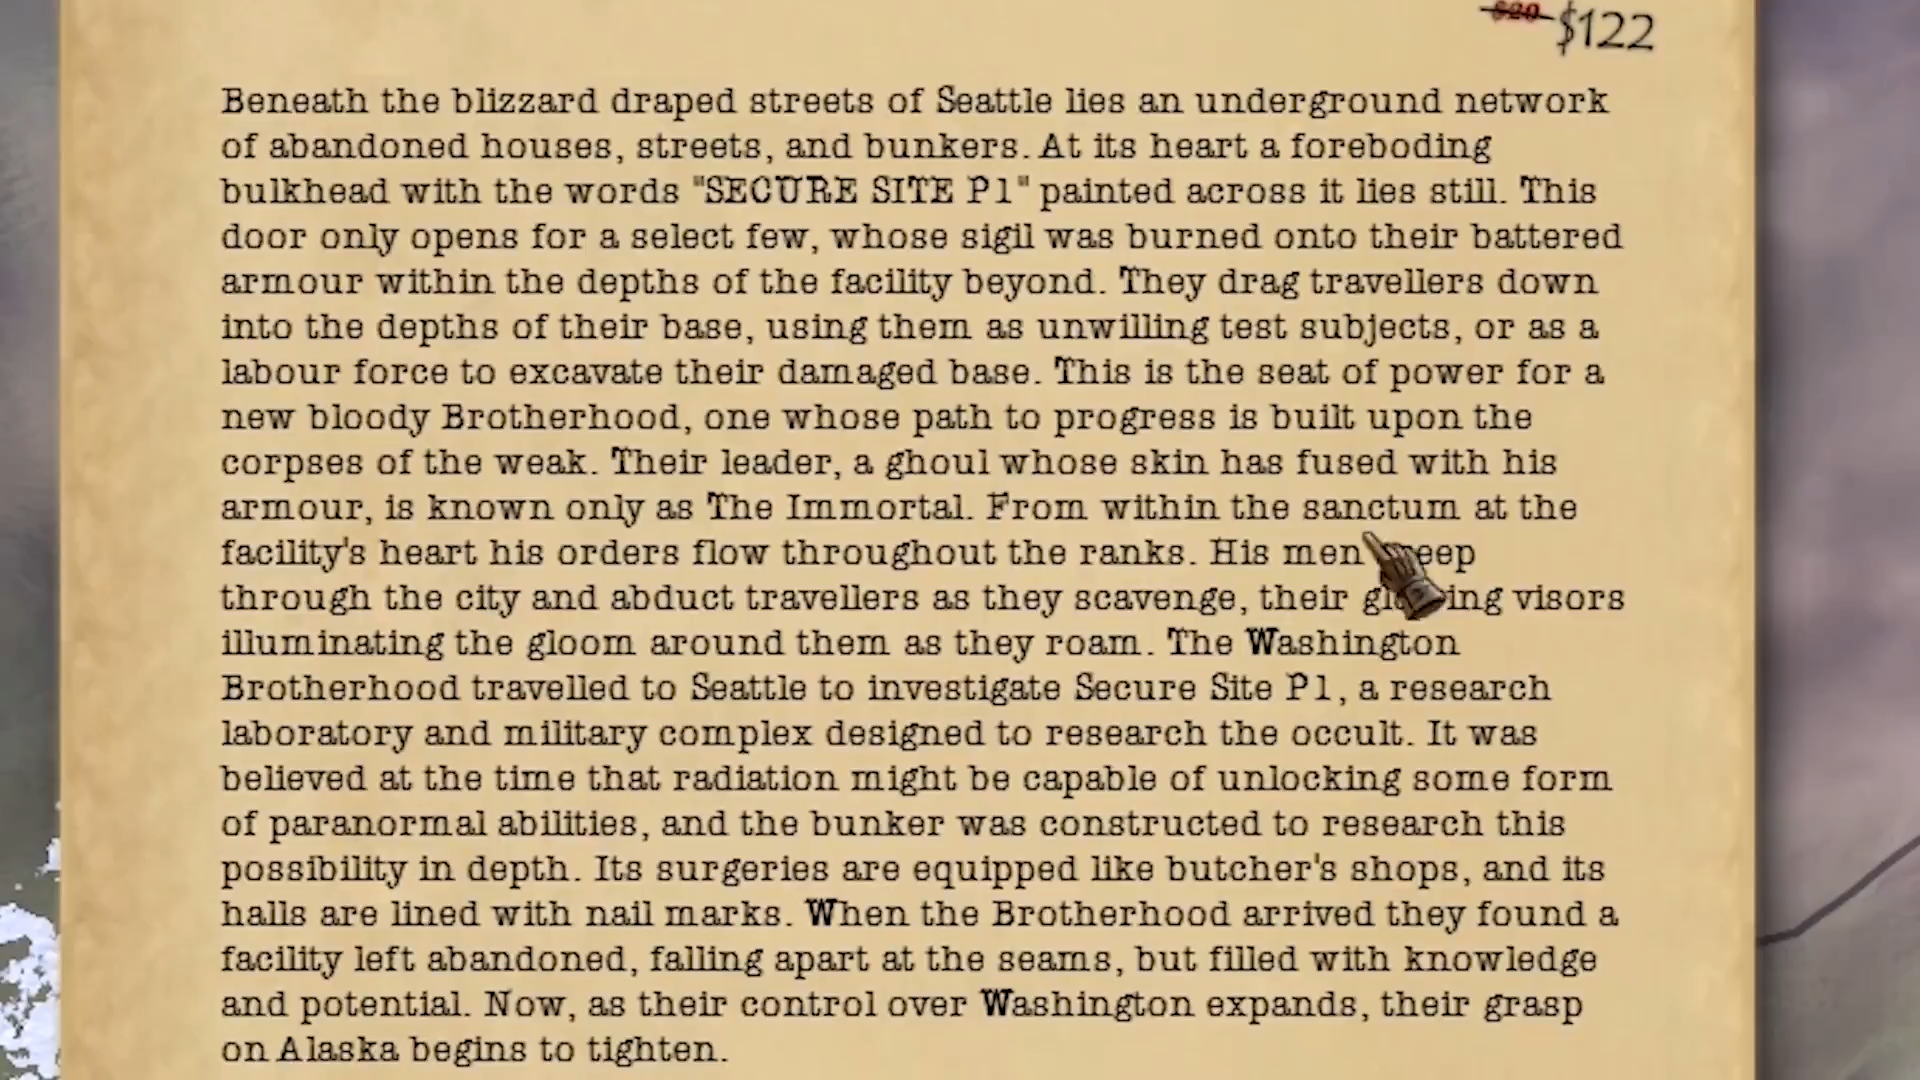 $20 $122
Beneath the blizzard draped streets of Seattle lies an underground network
of abandoned houses, streets, and bunkers. At its heart a foreboding
bulkhead with the words "SECURE SITE P1" painted across it lies still. This
door only opens for a select few, whose sigil was burned onto their battered
armour within the depths of the facility beyond. They drag travellers down
into the depths of their base, using them as unwilling test subjects, or as a
labour force to excavate their damaged base. This is the seat of power for a
new bloody Brotherhood, one whose path to progress is built upon the
corpses of the weak. Their leader, a ghoul whose skin has fused with his
armour, is known only as The Immortal. From within the sanctum at the
facility's heart his orders flow throughout the ranks. His men
through the city and abduct travellers as they scavenge, their visors
illuminating the gloom around them as they roam. The Washington
Brotherhood travelled to Seattle to investigate Secure Site P1, a research
laboratory and military complex designed to research the occult. It was
believed at the time that radiation might be capable of unlocking some form
of paranormal abilities, and the bunker was constructed to research this
possibility in depth. Its surgeries are equipped like butcher's shops, and its
halls are lined with nail marks. When the Brotherhood arrived they found a
facility left abandoned, falling apart at the seams, but filled with knowledge
and potential. Now, as their control over Washington expands, their grasp
on Alaska begins to tighten.